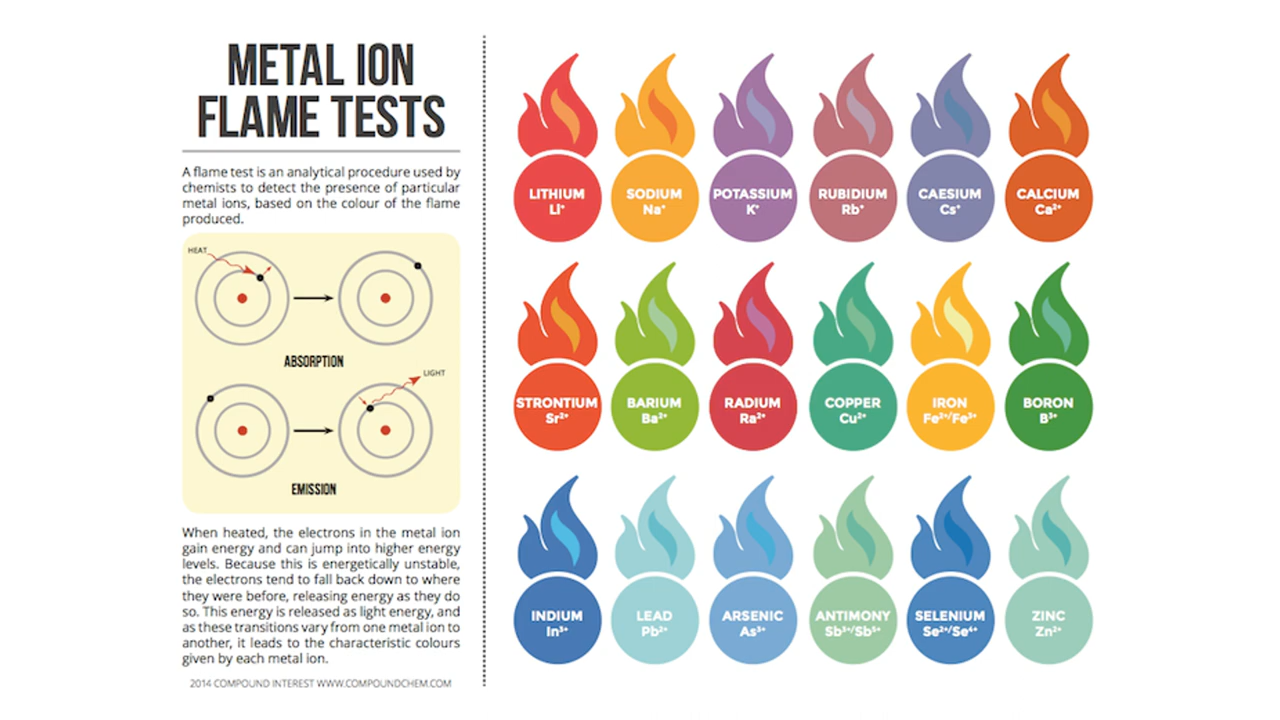 METAL ION
FLAME TESTS
A flame test is an analytical procedure used by
chemists to detect the presence of particular
metal ions, based on the colour of the flame
produced.
HEAT
ABSORPTION
LIGHT
EMISSION
When heated, the electrons in the metal ion
gain energy and can jump into higher energy
levels. Because this is energetically unstable,
the electrons tend to fall back down to where
they were before, releasing energy as they do
so. This energy is released as light energy, and
as these transitions vary from one metal ion to
another, it leads to the characteristic colours
given by each metal ion.
2014 COMPOUND INTEREST WWW.COMPOUNDCHEM.COM
LITHIUM
Li⁺
SODIUM
Na⁺
POTASSIUM
K⁺
RUBIDIUM
Rb⁺
CAESIUM
Cs⁺
CALCIUM
Ca²⁺
STRONTIUM
Sr²⁺
BARIUM
Ba²⁺
RADIUM
Ra²⁺
COPPER
Cu²⁺
IRON
Fe²⁺/Fe³⁺
BORON
B³⁺
INDIUM
In³⁺
LEAD
Pb²⁺
ARSENIC
As³⁺
ANTIMONY
Sb³⁺/Sb⁵⁺
SELENIUM
Se²⁺/Se⁴⁺
ZINC
Zn²⁺